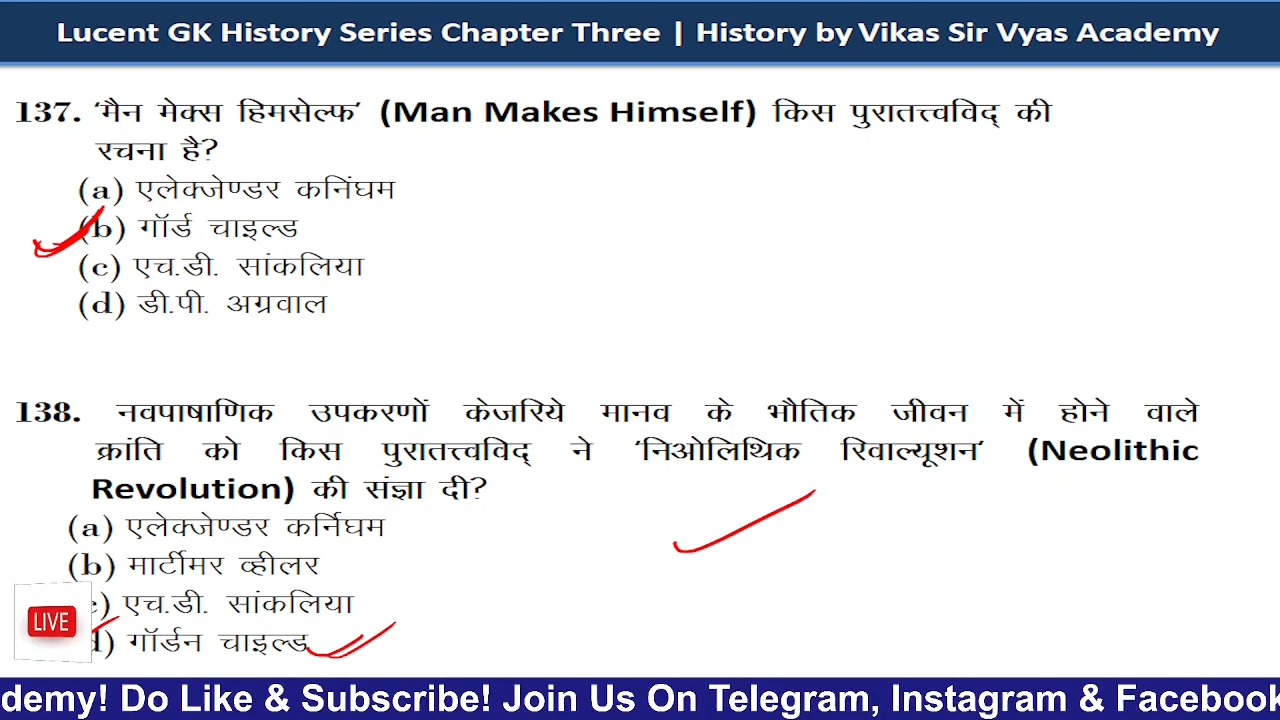 Lucent GK History Series Chapter Three | History by Vikas Sir Vyas Academy
137. 'मैन मेक्स हिमसेल्फ' (Man Makes Himself) किस पुरातत्त्वविद् की
रचना है?
(a) एलेक्जेण्डर कनिंघम
(b) गॉर्ड चाइल्ड
(c) एच.डी. सांकलिया
(d) डी.पी. अग्रवाल
138. नवपाषाणिक उपकरणों केजरिये मानव के भौतिक जीवन में होने वाले
क्रांति को किस पुरातत्त्वविद् ने 'निओलिथिक रिवाल्यूशन' (Neolithic
Revolution) की संज्ञा दी?
(a) एलेक्जेण्डर कर्निघम
(b) मार्टीमर व्हीलर
c) एच.डी. सांकलिया
d) गॉर्डन चाइल्ड
LIVE
demy! Do Like & Subscribe! Join Us On Telegram, Instagram & Facebook